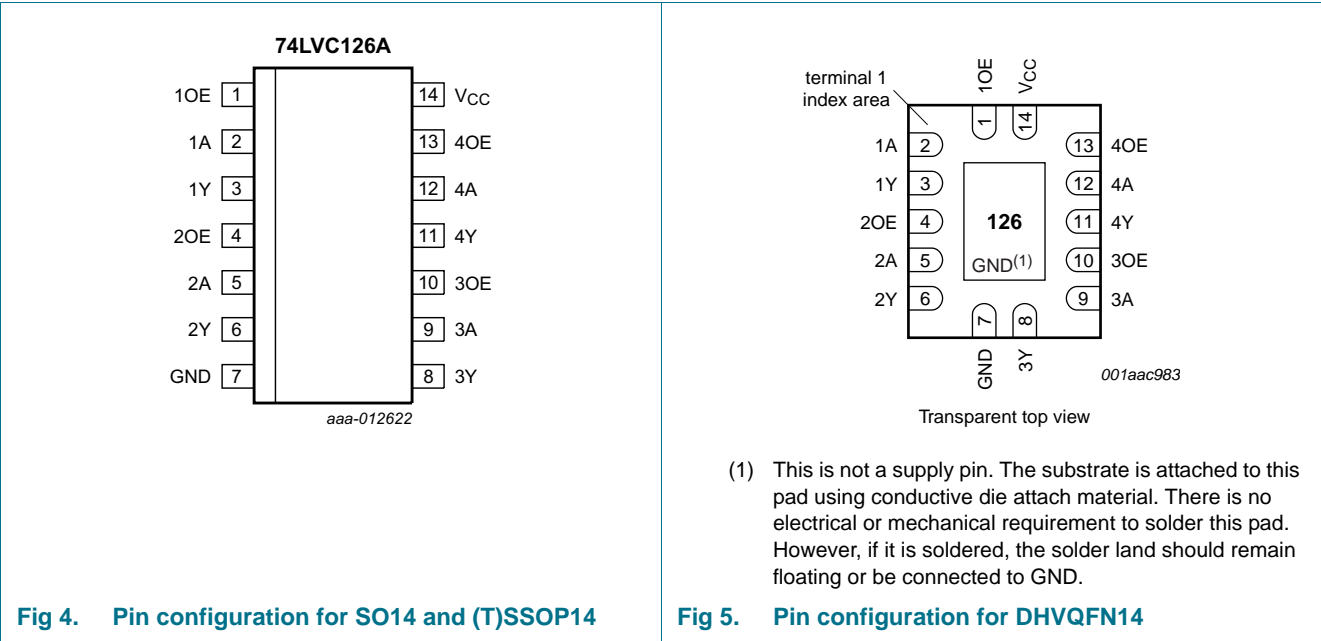 74LVC126A
1OE 1 14 VCC
1A 2 13 4OE
1Y 3 12 4A
2OE 4 11 4Y
2A 5 10 3OE
2Y 6 9 3A
GND 7 8 3Y
aaa-012622
Fig 4. Pin configuration for SO14 and (T)SSOP14
terminal 1
index area
1OE VCC
1 14
1A 2 13 4OE
1Y 3 12 4A
2OE 4 126 11 4Y
2A 5 GND(1) 10 3OE
2Y 6 9 3A
7 8
GND 3Y
001aac983
Transparent top view
(1) This is not a supply pin. The substrate is attached to this
pad using conductive die attach material. There is no
electrical or mechanical requirement to solder this pad.
However, if it is soldered, the solder land should remain
floating or be connected to GND.
Fig 5. Pin configuration for DHVQFN14